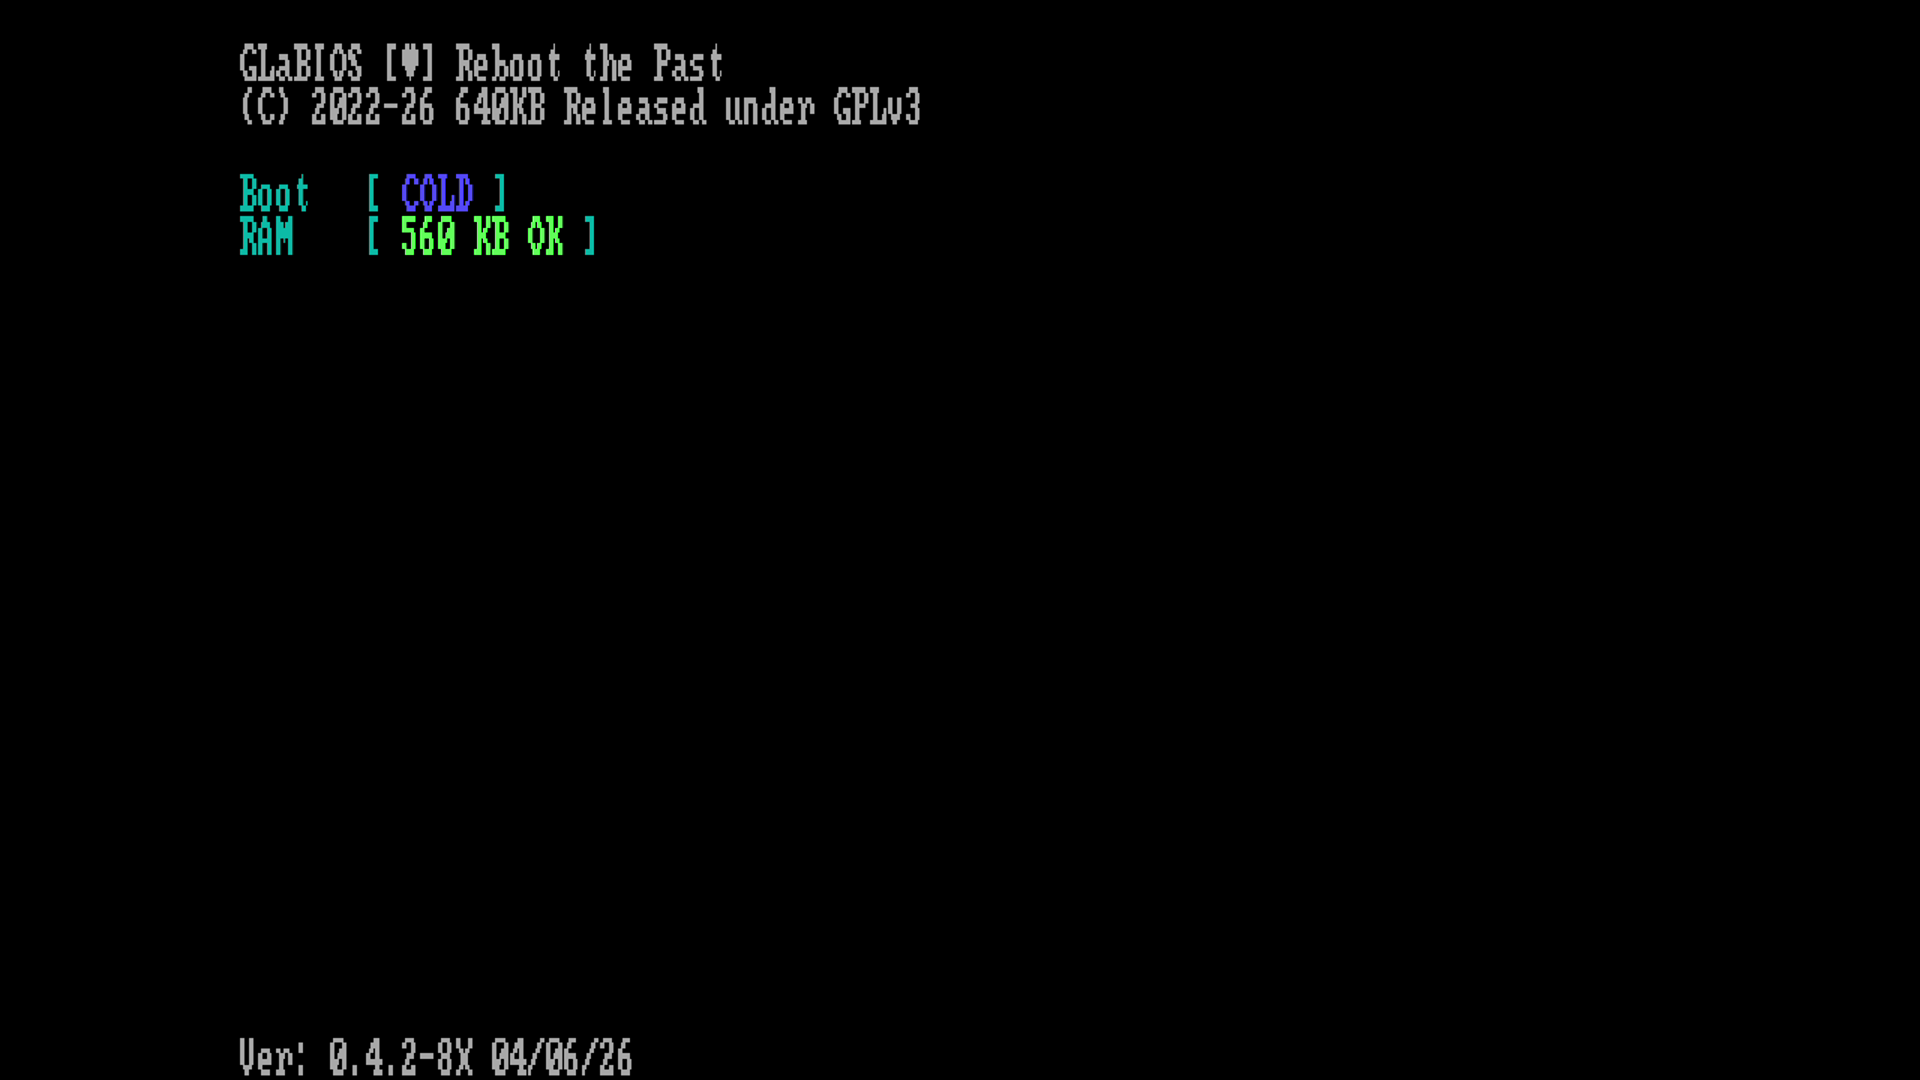 GLaBIOS [♥] Reboot the Past
(C) 2022-26 640KB Released under GPLv3
Boot [ COLD ]
RAM [ 560 KB OK ]
Ver: 0.4.2-8X 04/06/26